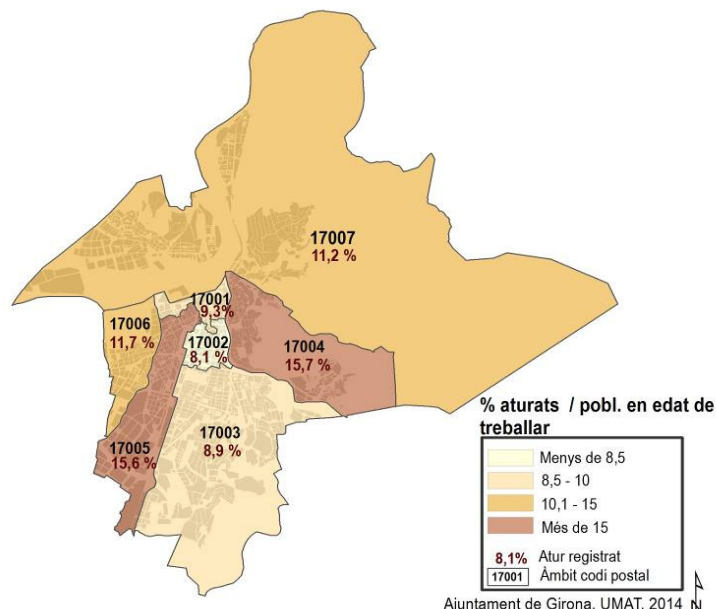 17007
11,2 %
17001
9,3%
17006
11,7 %
17002
8,1 %
17004
15,7 %
17003
8,9 %
17005
15,6 %
% aturats / pobl. en edat de
treballar
Menys de 8,5
8,5 - 10
10,1 - 15
Més de 15
8,1% Atur registrat
17001 Àmbit codi postal
Ajuntament de Girona. UMAT. 2014 N